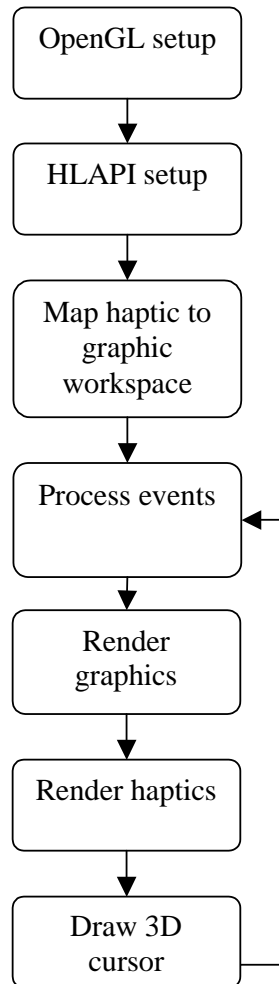 OpenGL setup
HLAPI setup
Map haptic to
graphic
workspace
Process events
Render
graphics
Render haptics
Draw 3D
cursor